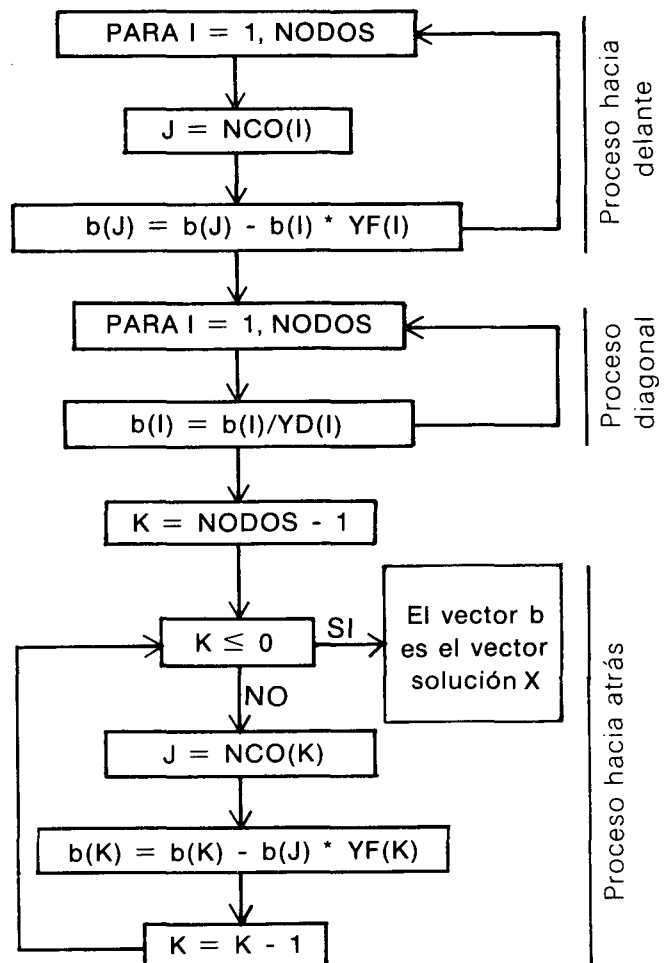 PARA I = 1, NODOS
J = NCO(I)
b(J) = b(J) - b(I) * YF(I)
Proceso hacia
delante
PARA I = 1, NODOS
b(I) = b(I)/YD(I)
Proceso
diagonal
K = NODOS - 1
K ≤ 0
SI
El vector b
es el vector
solución X
NO
J = NCO(K)
b(K) = b(K) - b(J) * YF(K)
K = K - 1
Proceso hacia atrás